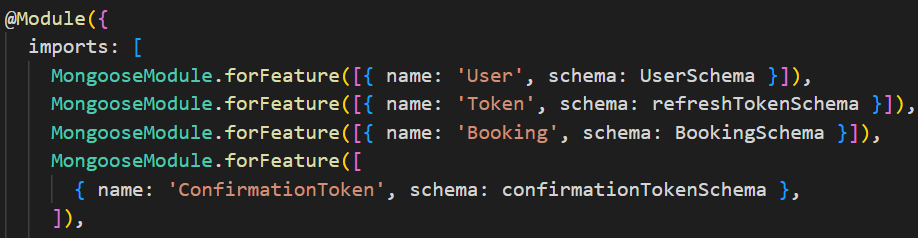 @Module({
  imports: [
    MongooseModule.forFeature([{ name: 'User', schema: UserSchema }]),
    MongooseModule.forFeature([{ name: 'Token', schema: refreshTokenSchema }]),
    MongooseModule.forFeature([{ name: 'Booking', schema: BookingSchema }]),
    MongooseModule.forFeature([
      { name: 'ConfirmationToken', schema: confirmationTokenSchema },
    ]),